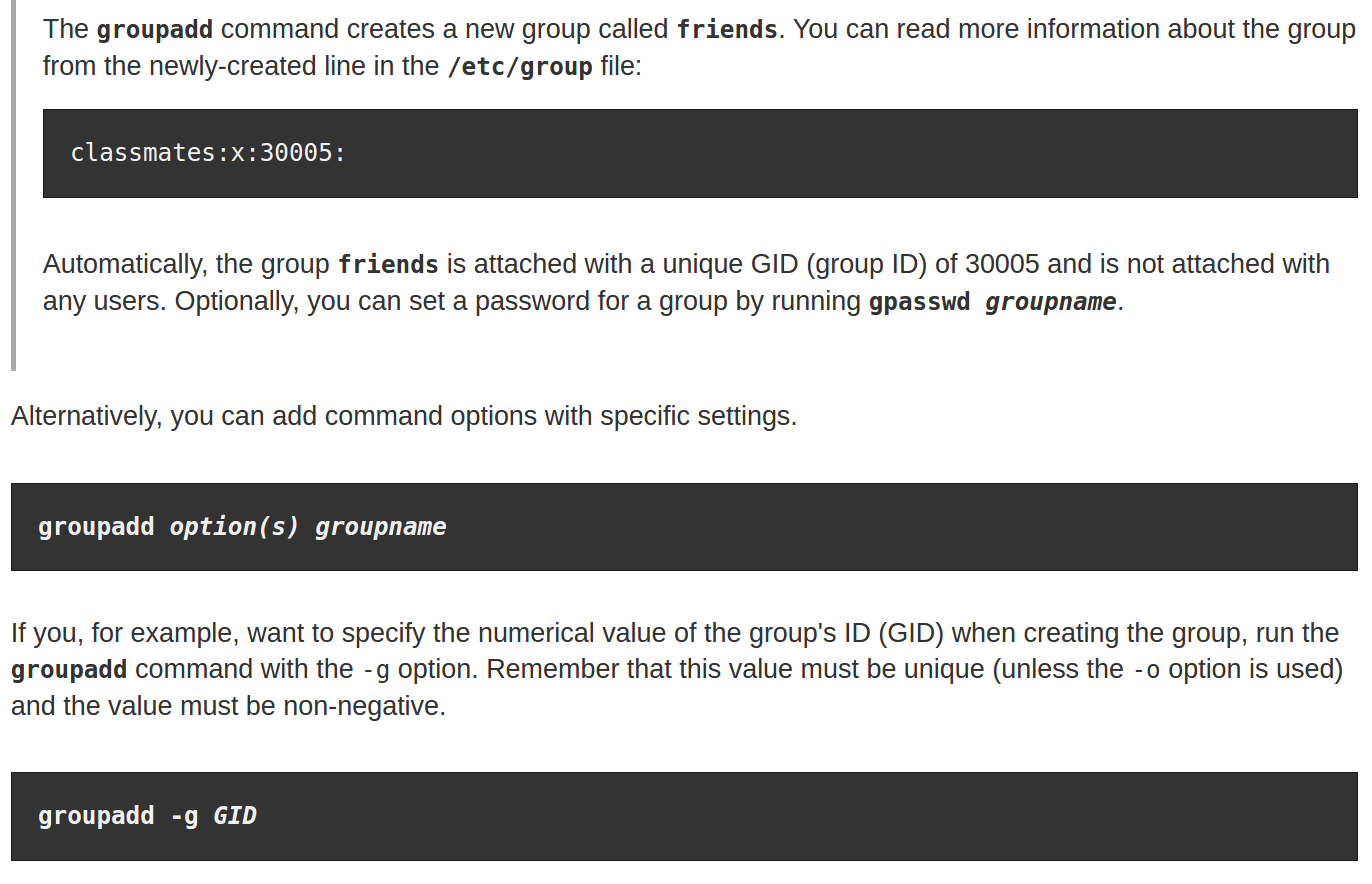 The groupadd command creates a new group called friends. You can read more information about the group
from the newly-created line in the /etc/group file:
classmates:x:30005:
Automatically, the group friends is attached with a unique GID (group ID) of 30005 and is not attached with
any users. Optionally, you can set a password for a group by running gpasswd groupname.
Alternatively, you can add command options with specific settings.
groupadd option(s) groupname
If you, for example, want to specify the numerical value of the group's ID (GID) when creating the group, run the
groupadd command with the -g option. Remember that this value must be unique (unless the -o option is used)
and the value must be non-negative.
groupadd -g GID